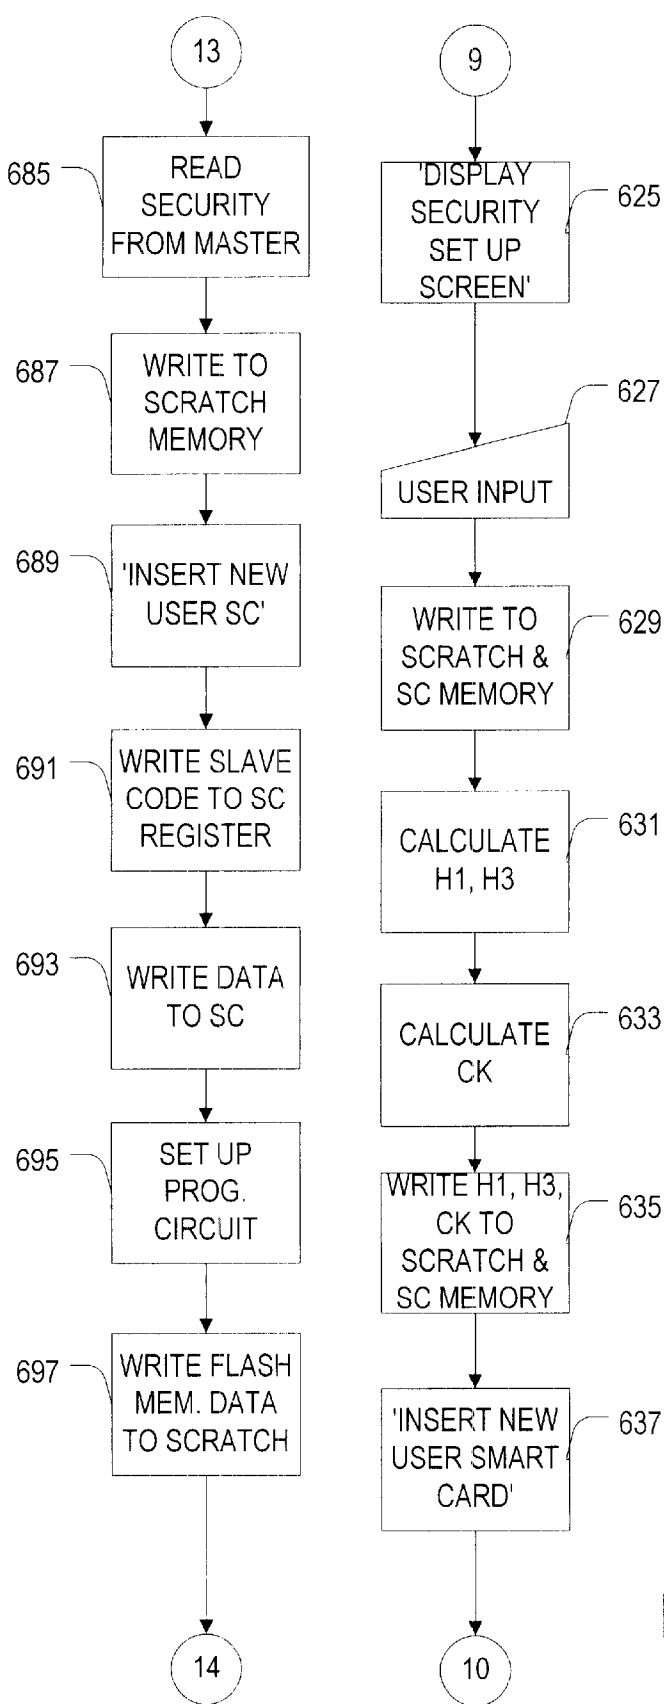 13
685
READ
SECURITY
FROM MASTER
687
WRITE TO
SCRATCH
MEMORY
689
'INSERT NEW
USER SC'
691
WRITE SLAVE
CODE TO SC
REGISTER
693
WRITE DATA
TO SC
695
SET UP
PROG.
CIRCUIT
697
WRITE FLASH
MEM. DATA
TO SCRATCH
14
9
'DISPLAY
SECURITY
SET UP
SCREEN'
625
627
USER INPUT
WRITE TO
SCRATCH &
SC MEMORY
629
CALCULATE
H1, H3
631
CALCULATE
CK
633
WRITE H1, H3,
CK TO
SCRATCH &
SC MEMORY
635
'INSERT NEW
USER SMART
CARD'
637
10